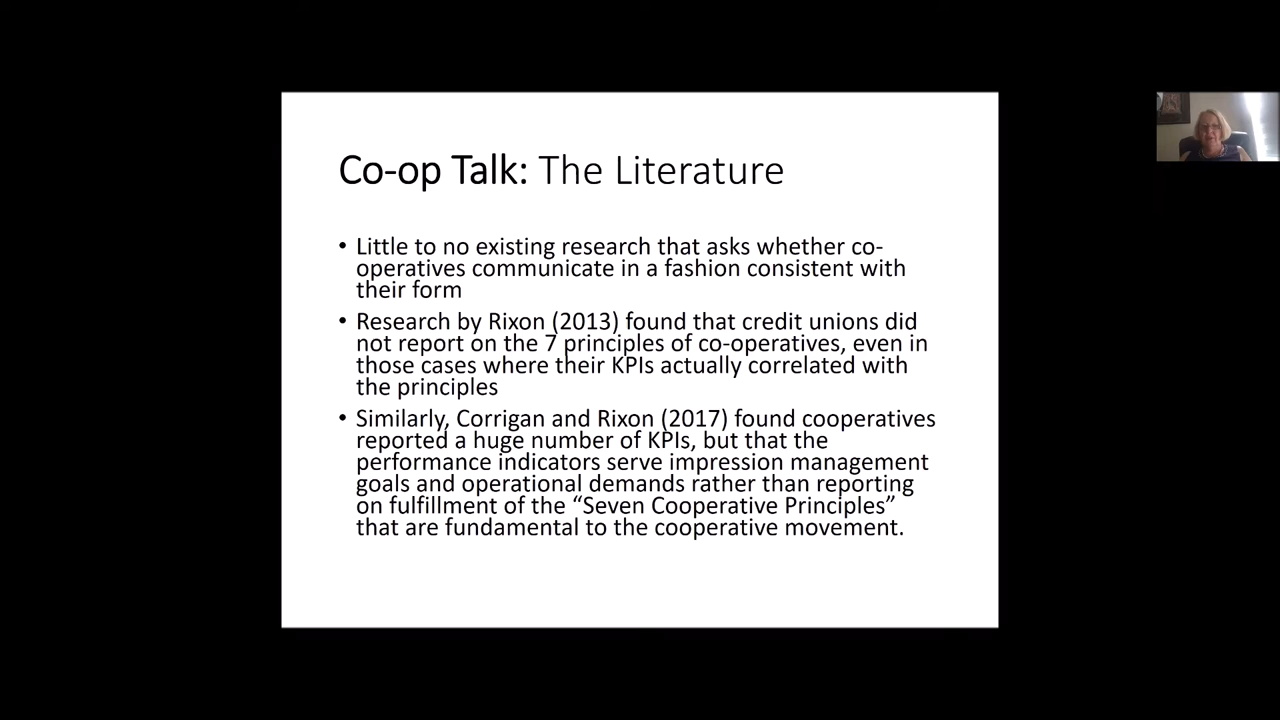 Co-op Talk: The Literature
• Little to no existing research that asks whether co-
operatives communicate in a fashion consistent with
their form
• Research by Rixon (2013) found that credit unions did
not report on the 7 principles of co-operatives, even in
those cases where their KPIs actually correlated with
the principles
• Similarly, Corrigan and Rixon (2017) found cooperatives
reported a huge number of KPIs, but that the
performance indicators serve impression management
goals and operational demands rather than reporting
on fulfillment of the “Seven Cooperative Principles”
that are fundamental to the cooperative movement.